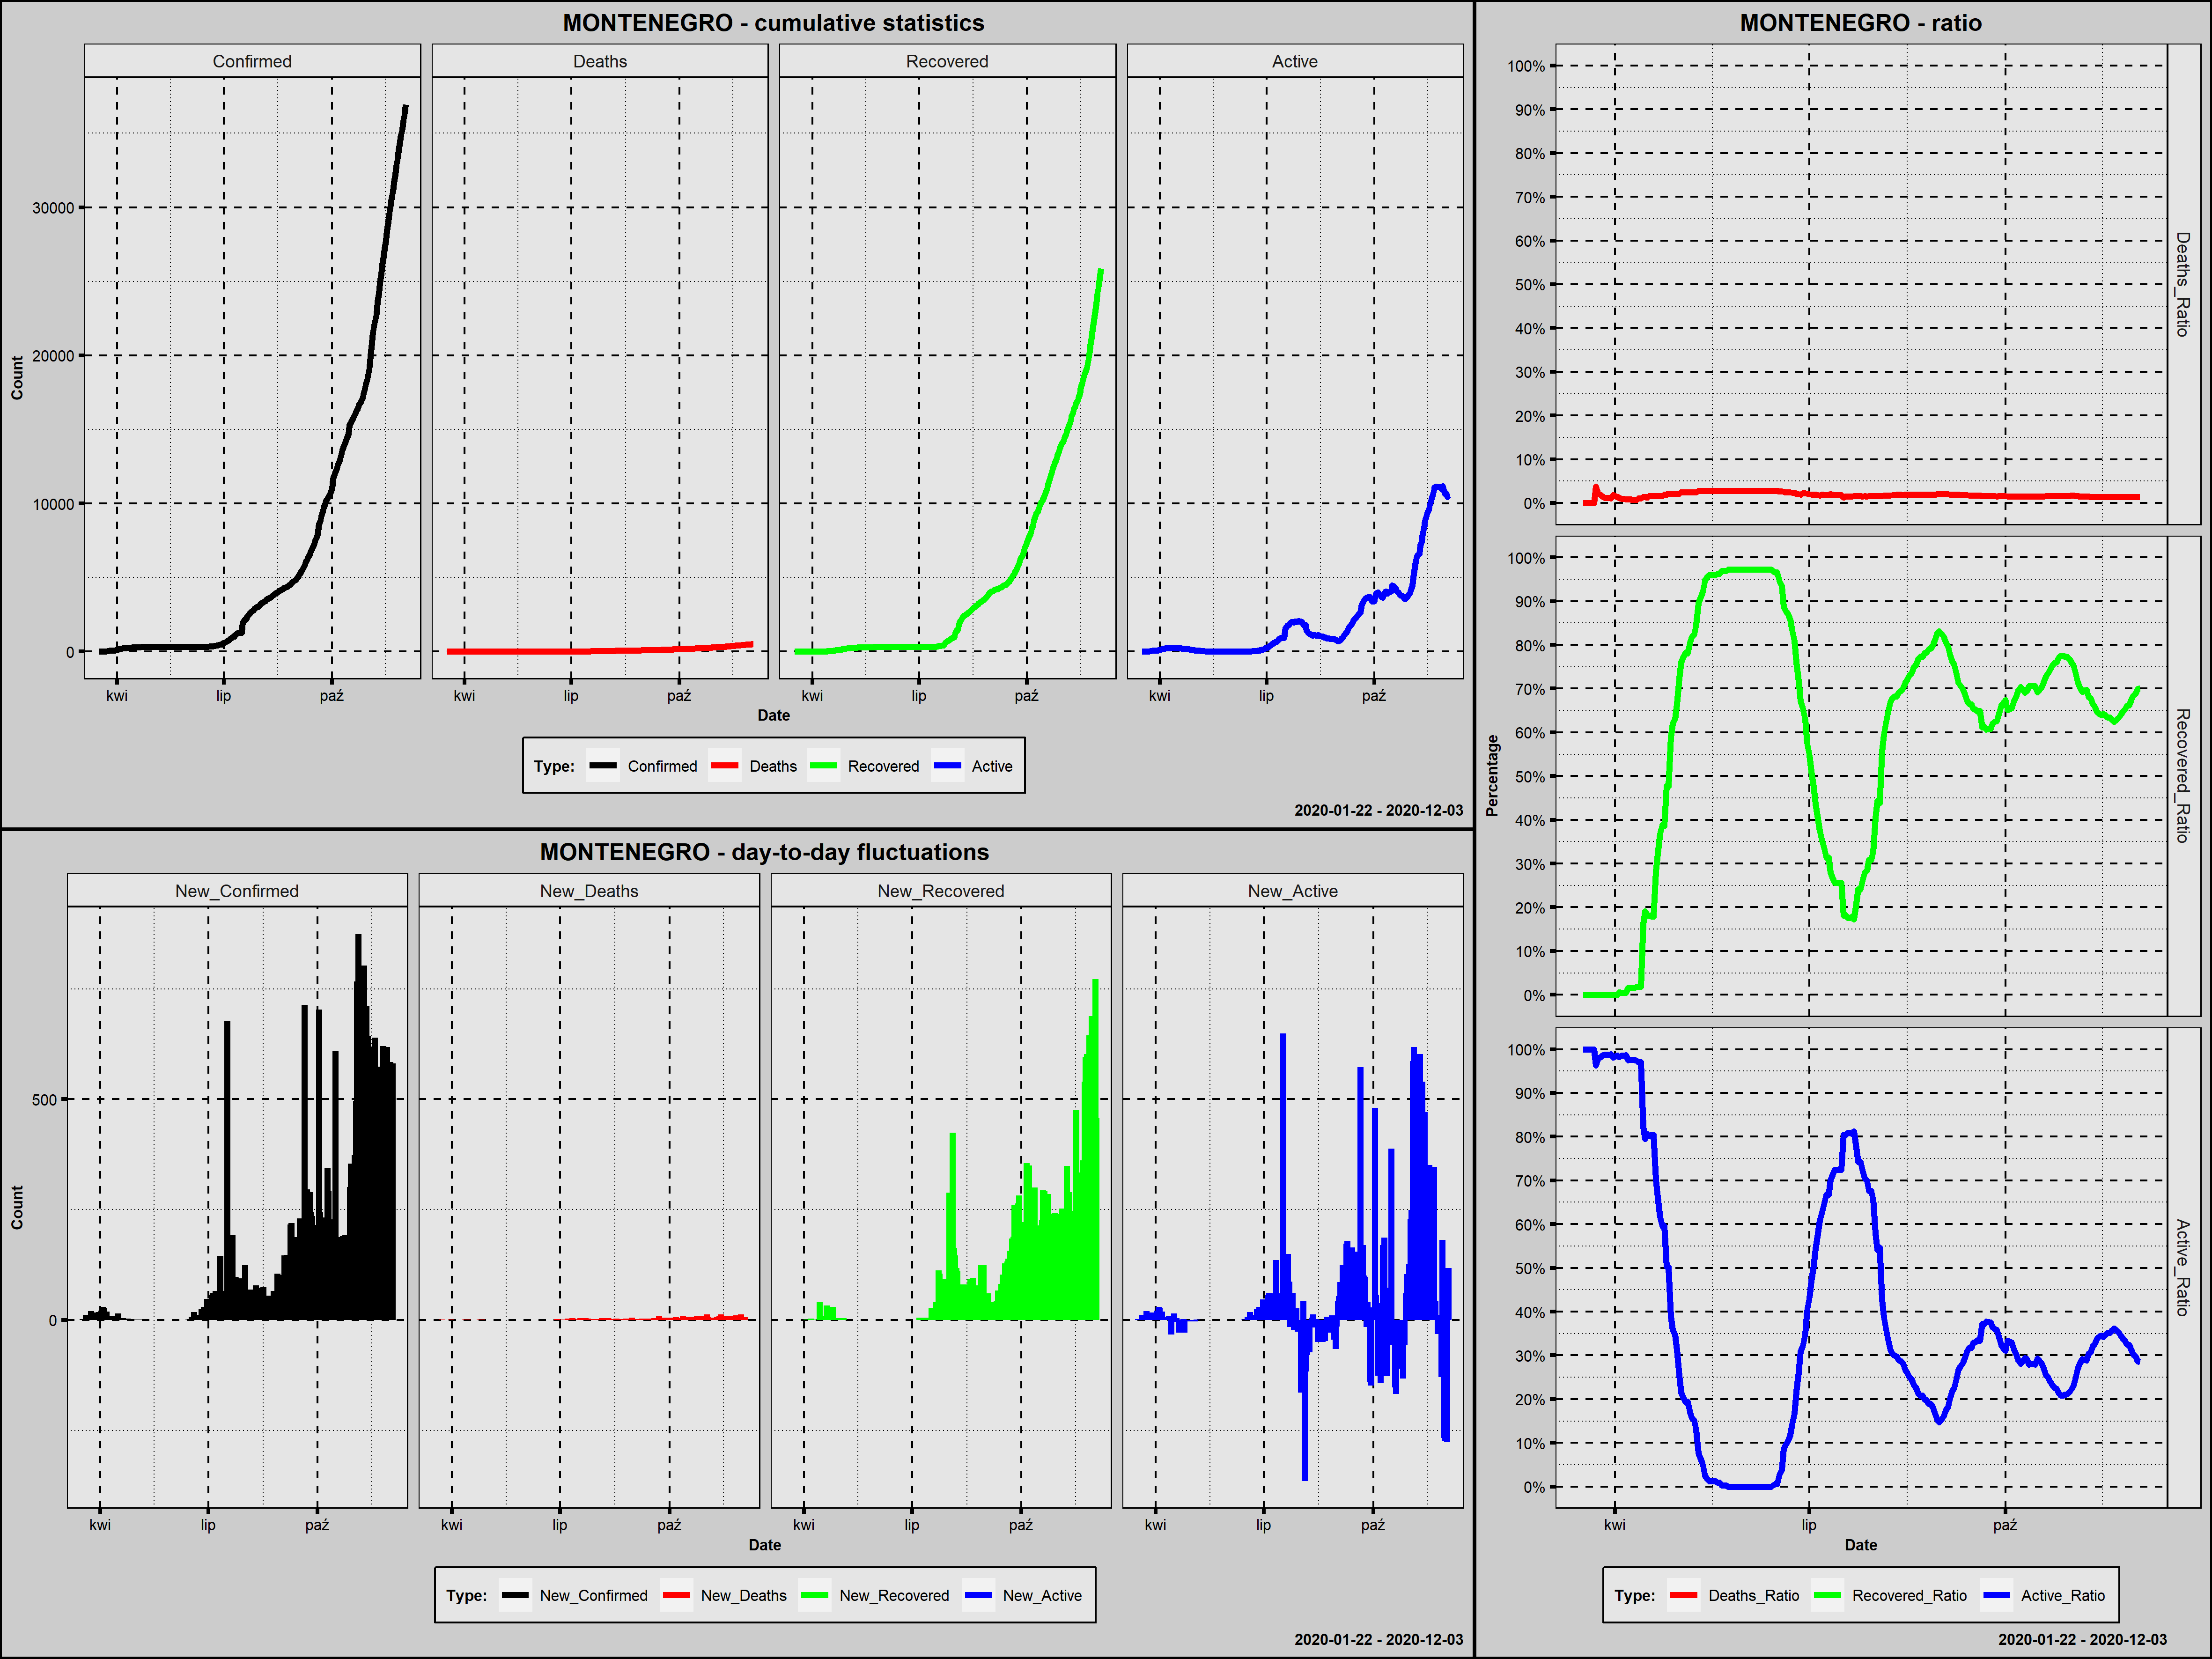 MONTENEGRO - cumulative statistics
Confirmed Deaths Recovered Active
30000
20000
10000
0
Count
kwi lip paź kwi lip paź kwi lip paź kwi lip paź
Date
Type: Confirmed Deaths Recovered Active
2020-01-22 - 2020-12-03
MONTENEGRO - day-to-day fluctuations
New_Confirmed New_Deaths New_Recovered New_Active
500
0
Count
kwi lip paź kwi lip paź kwi lip paź kwi lip paź
Date
Type: New_Confirmed New_Deaths New_Recovered New_Active
2020-01-22 - 2020-12-03
MONTENEGRO - ratio
100%
90%
80%
70%
60%
50%
40%
30%
20%
10%
0%
Deaths_Ratio
100%
90%
80%
70%
60%
50%
40%
30%
20%
10%
0%
Recovered_Ratio
100%
90%
80%
70%
60%
50%
40%
30%
20%
10%
0%
Active_Ratio
Percentage
kwi lip paź
Date
Type: Deaths_Ratio Recovered_Ratio Active_Ratio
2020-01-22 - 2020-12-03